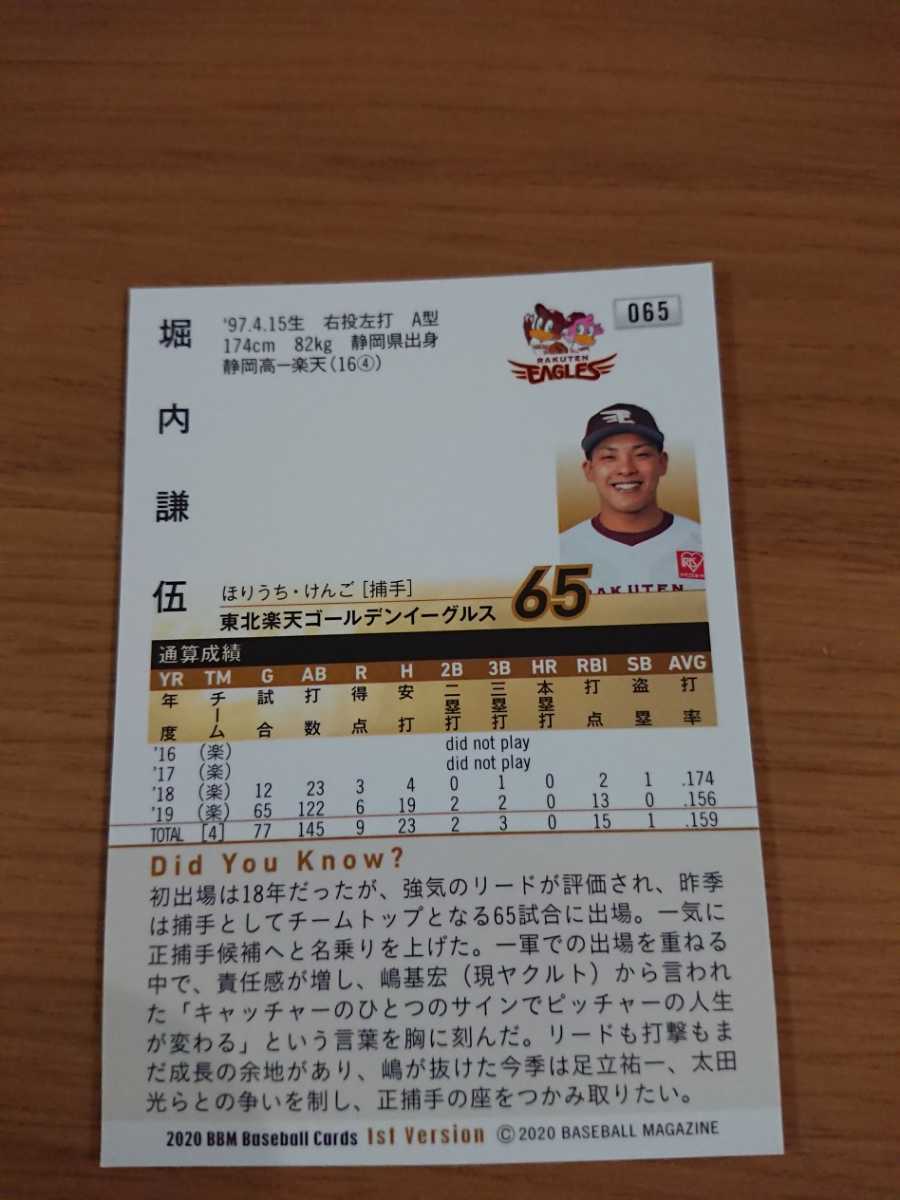 堀内謙伍
'97.4.15生 右投左打 A型
174cm 82kg 静岡県出身
静岡高ー楽天(16④)
RAKUTEN
EAGLES
065
RAKUTEN
ほりうち・けんご [捕手]
東北楽天ゴールデンイーグルス
65
通算成績
YR TM G AB R H 2B 3B HR RBI SB AVG
年度 チーム 試合 打数 得点 安打 二塁打 三塁打 本塁打 打点 盗塁 打率
'16 (楽) did not play
'17 (楽) did not play
'18 (楽) 12 23 3 4 0 1 0 2 1 .174
'19 (楽) 65 122 6 19 2 2 0 13 0 .156
TOTAL [4] 77 145 9 23 2 3 0 15 1 .159
Did You Know?
初出場は18年だったが、強気のリードが評価され、昨季
は捕手としてチームトップとなる65試合に出場。一気に
正捕手候補へと名乗りを上げた。一軍での出場を重ねる
中で、責任感が増し、嶋基宏（現ヤクルト）から言われ
た「キャッチャーのひとつのサインでピッチャーの人生
が変わる」という言葉を胸に刻んだ。リードも打撃もま
だ成長の余地があり、嶋が抜けた今季は足立祐一、太田
光らとの争いを制し、正捕手の座をつかみ取りたい。
2020 BBM Baseball Cards 1st Version ©2020 BASEBALL MAGAZINE